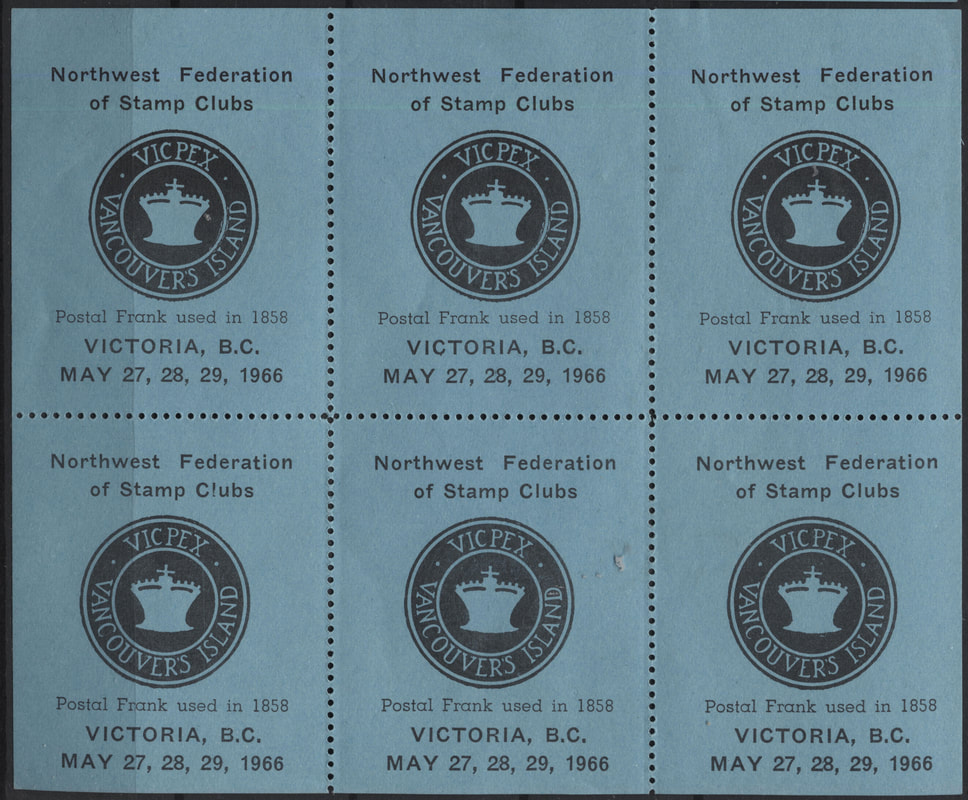 Northwest Federation
of Stamp Clubs
VICPEX
· VANCOUVER'S ISLAND ·
Postal Frank used in 1858
VICTORIA, B.C.
MAY 27, 28, 29, 1966
Northwest Federation
of Stamp Clubs
VICPEX
· VANCOUVER'S ISLAND ·
Postal Frank used in 1858
VICTORIA, B.C.
MAY 27, 28, 29, 1966
Northwest Federation
of Stamp Clubs
VICPEX
· VANCOUVER'S ISLAND ·
Postal Frank used in 1858
VICTORIA, B.C.
MAY 27, 28, 29, 1966
Northwest Federation
of Stamp C!ubs
VICPEX
· VANCOUVER'S ISLAND ·
Postal Frank used in 1858
VICTORIA, B.C.
MAY 27, 28, 29, 1966
Northwest Federation
of Stamp Clubs
VICPEX
· VANCOUVER'S ISLAND ·
Postal Frank used in 1858
VICTORIA, B.C.
MAY 27, 28, 29, 1966
Northwest Federation
of Stamp Clubs
VICPEX
· VANCOUVER'S ISLAND ·
Postal Frank used in 1858
VICTORIA, B.C.
MAY 27, 28, 29, 1966